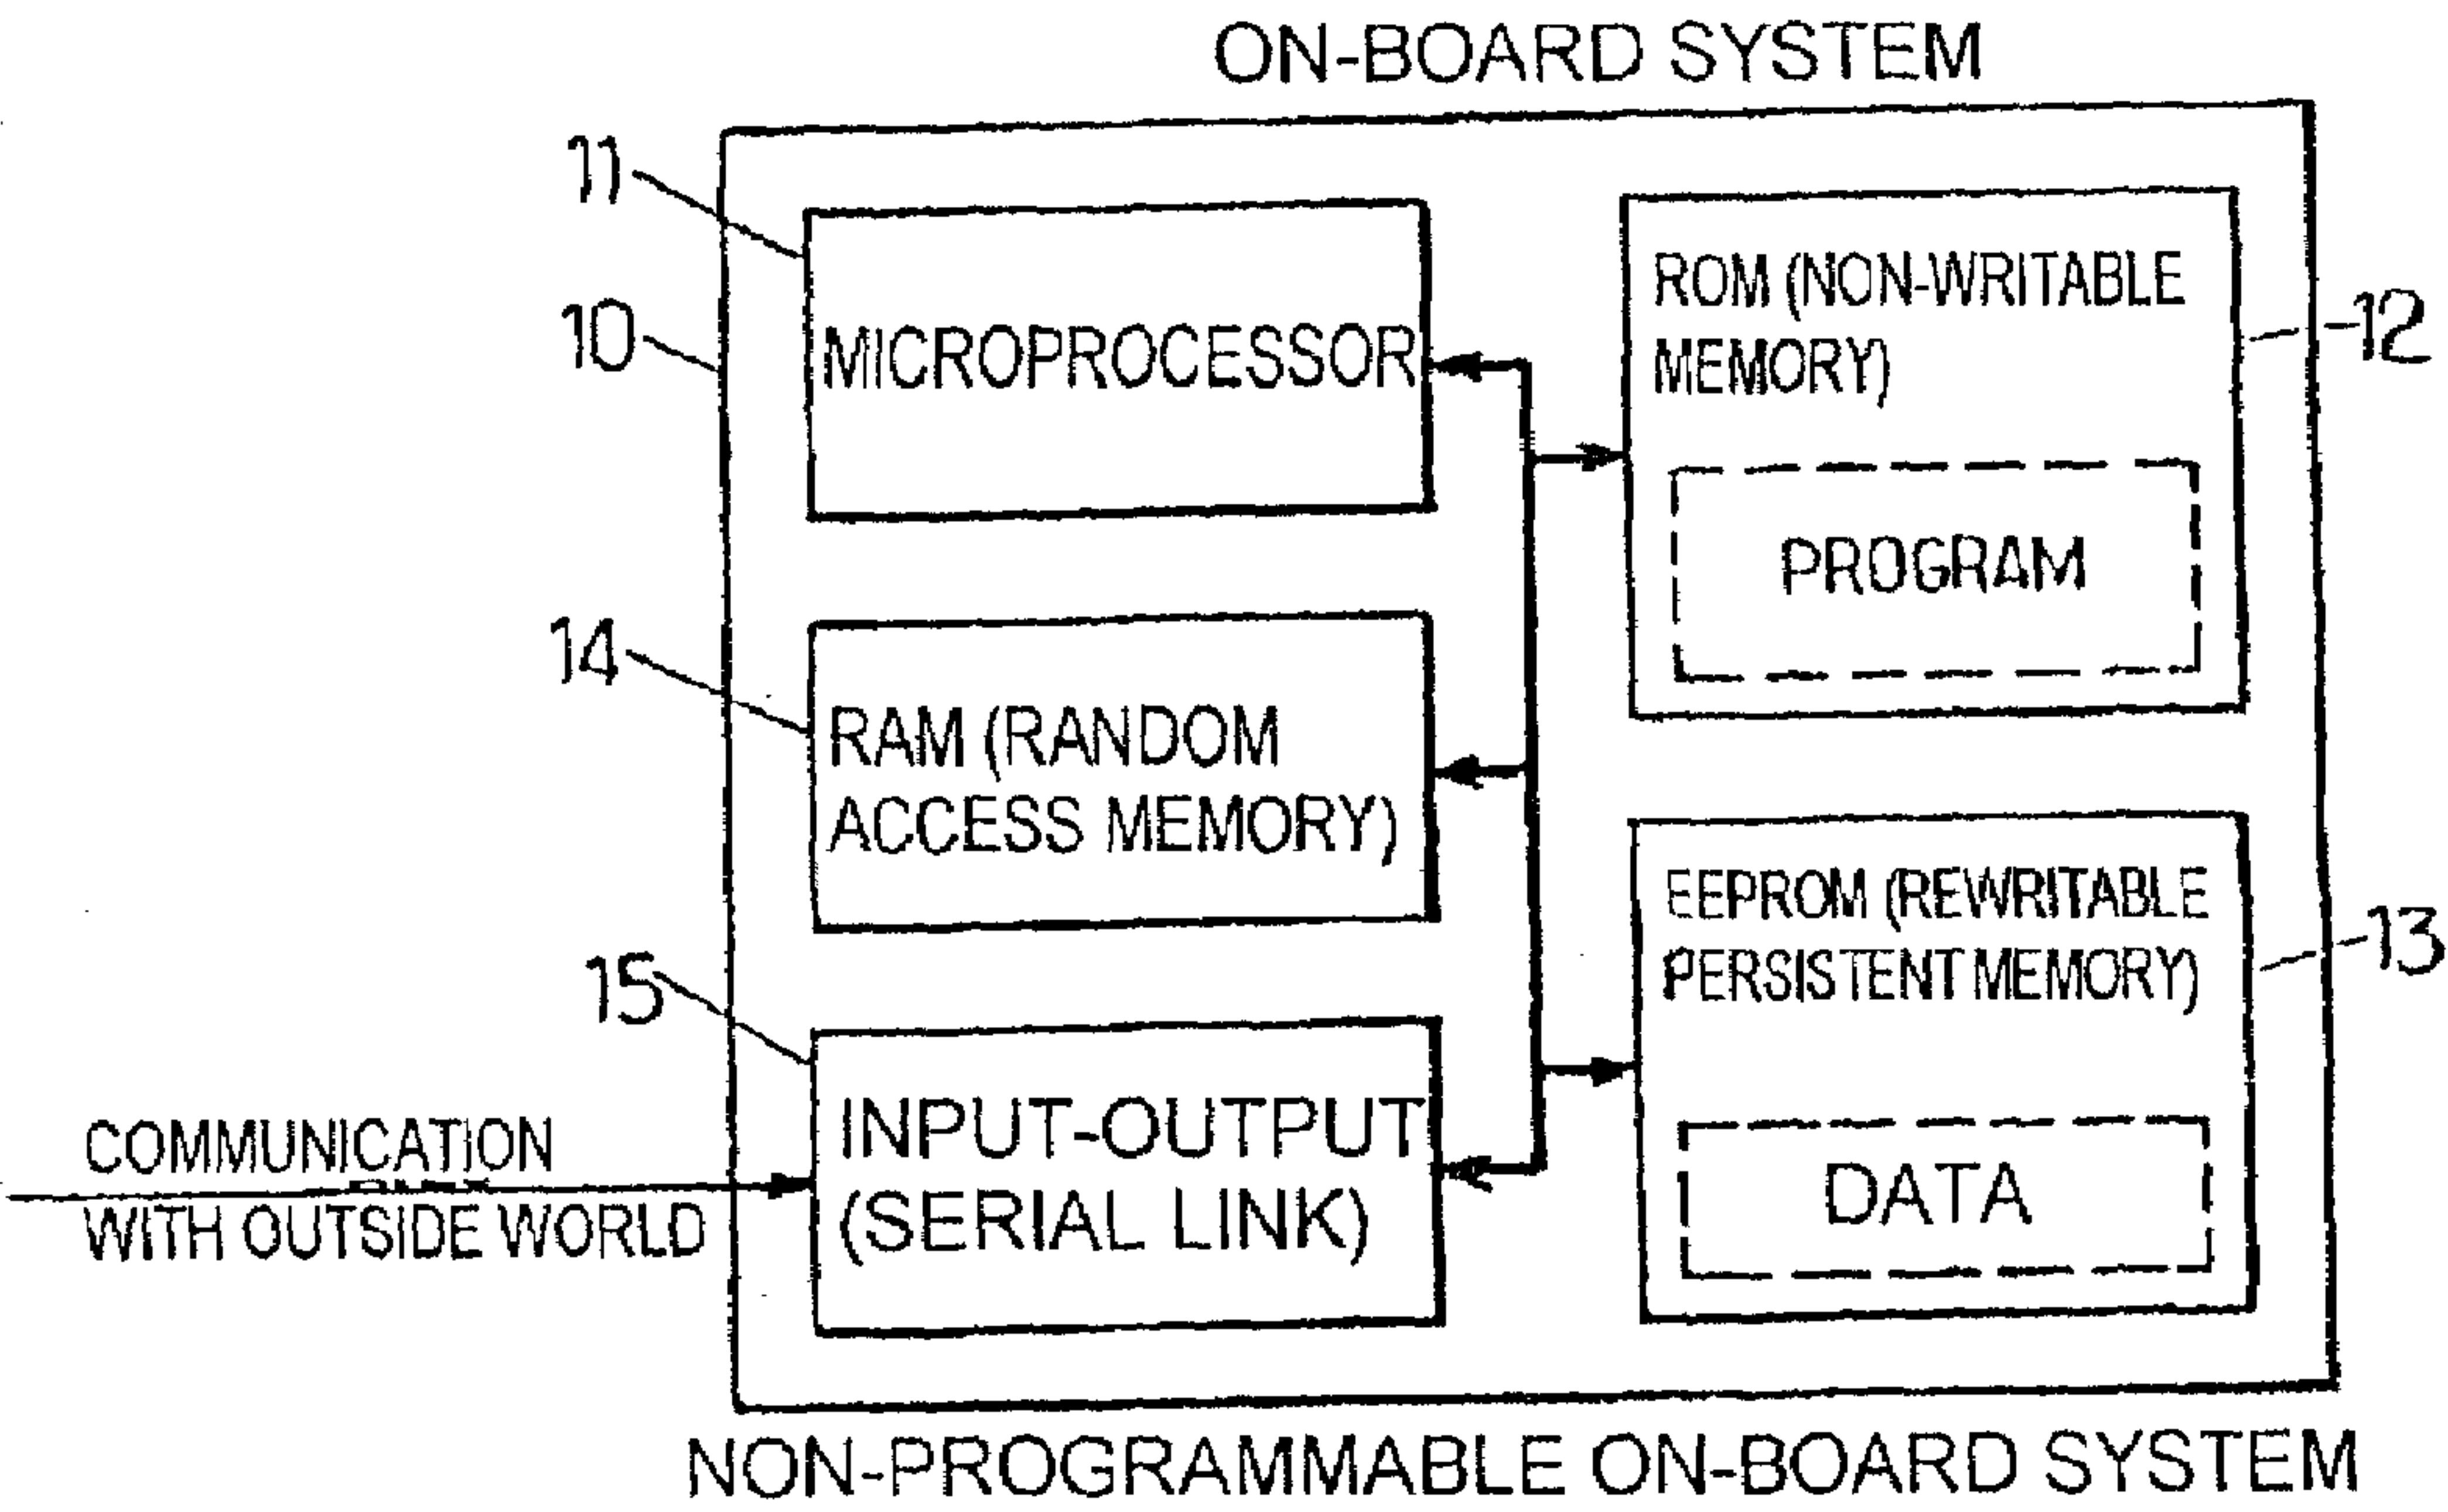 ON-BOARD SYSTEM
11
10
MICROPROCESSOR
ROM (NON-WRITABLE
MEMORY)
12
PROGRAM
14
RAM (RANDOM
ACCESS MEMORY)
EEPROM (REWRITABLE
PERSISTENT MEMORY)
13
DATA
15
INPUT-OUTPUT
(SERIAL LINK)
COMMUNICATION
WITH OUTSIDE WORLD
NON-PROGRAMMABLE ON-BOARD SYSTEM